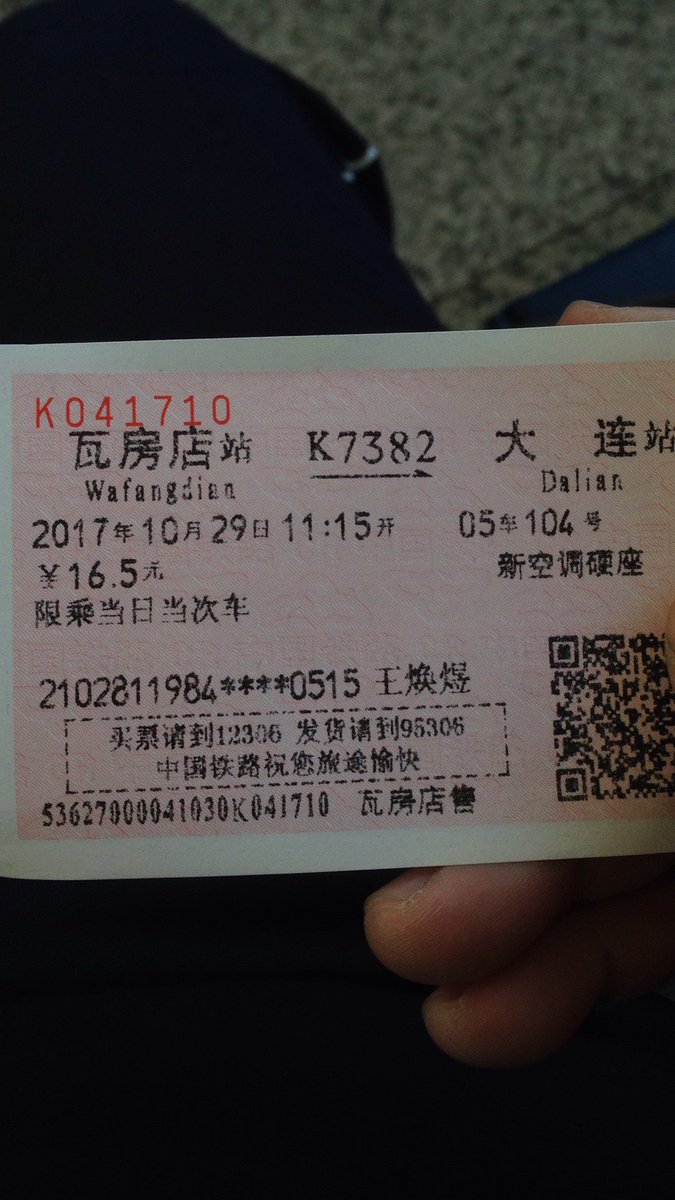 K041710
瓦房店站 K7382 大连站
Wafangdian Dalian
2017年10月29日11:15开 05车104号
¥16.5元 新空调硬座
限乘当日当次车
2102811984****0515 王焕煜
买票请到12306 发货请到95306
中国铁路祝您旅途愉快
53627000041030K041710 瓦房店售